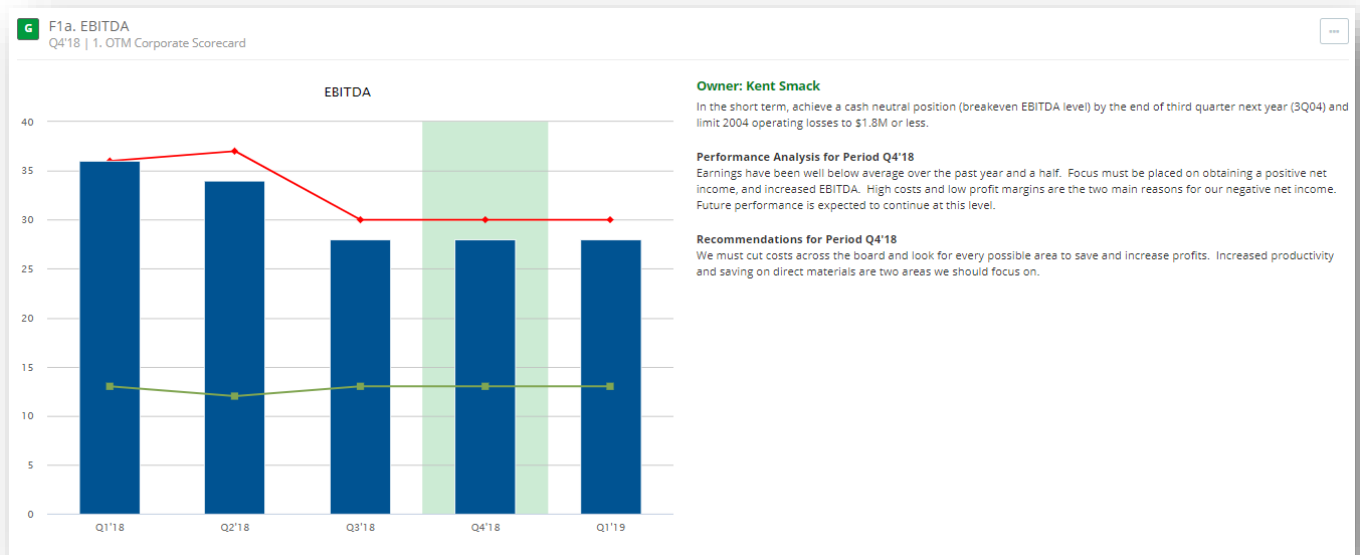 G
F1a. EBITDA
Q4'18 | 1. OTM Corporate Scorecard
...
EBITDA
40
35
30
25
20
15
10
5
0
Q1'18
Q2'18
Q3'18
Q4'18
Q1'19
Owner: Kent Smack
In the short term, achieve a cash neutral position (breakeven EBITDA level) by the end of third quarter next year (3Q04) and
limit 2004 operating losses to $1.8M or less.
Performance Analysis for Period Q4'18
Earnings have been well below average over the past year and a half.  Focus must be placed on obtaining a positive net
income, and increased EBITDA.  High costs and low profit margins are the two main reasons for our negative net income.
Future performance is expected to continue at this level.
Recommendations for Period Q4'18
We must cut costs across the board and look for every possible area to save and increase profits.  Increased productivity
and saving on direct materials are two areas we should focus on.